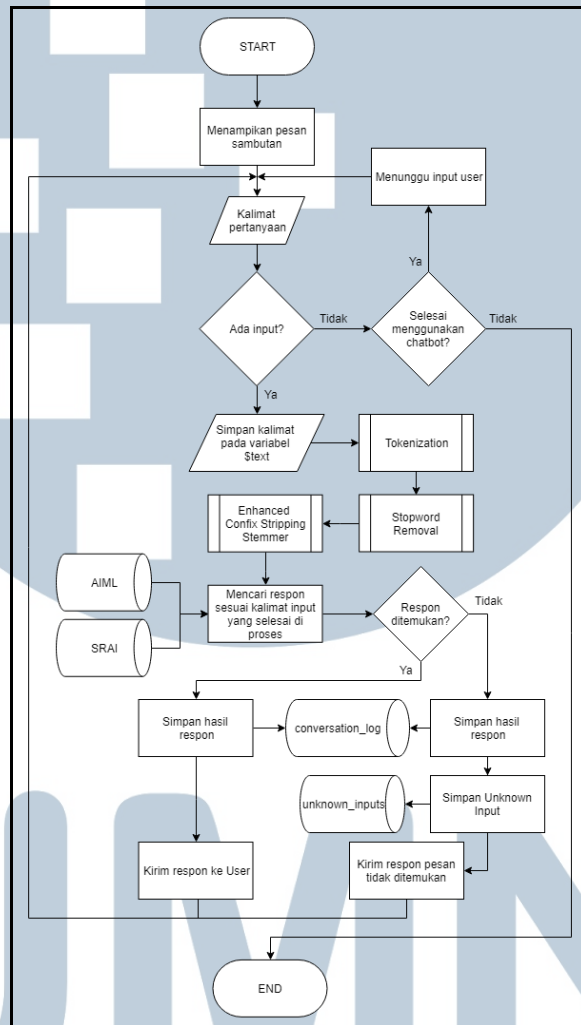 START
Menampikan pesan
sambutan
Menunggu input user
Kalimat
pertanyaan
Ya
Ada input?
Tidak
Selesai
menggunakan
chatbot?
Tidak
Ya
Simpan kalimat
pada variabel
$text
Tokenization
Enhanced
Confix Stripping
Stemmer
Stopword
Removal
AIML
SRAI
Mencari respon
sesuai kalimat input
yang selesai di
proses
Respon
ditemukan?
Tidak
Ya
Simpan hasil
respon
conversation_log
Simpan hasil
respon
unknown_inputs
Simpan Unknown
Input
Kirim respon ke User
Kirim respon pesan
tidak ditemukan
END
UMN